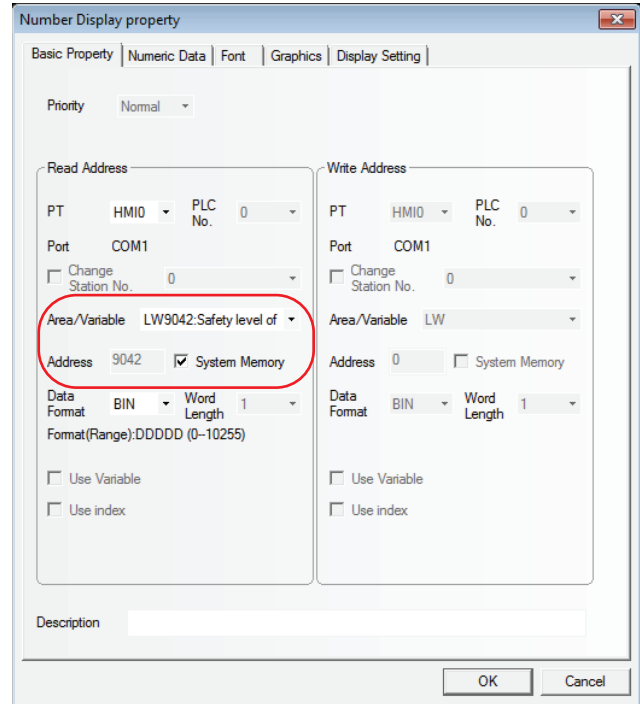 Number Display property
Basic Property Numeric Data Font Graphics Display Setting
Priority Normal
Read Address
PT HMI0 PLC No. 0
Port COM1
Change Station No. 0
Area/Variable LW9042:Safety level of
Address 9042 System Memory
Data Format BIN Word Length 1
Format(Range):DDDDD (0--10255)
Use Variable
Use index
Write Address
PT HMI0 PLC No. 0
Port COM1
Change Station No. 0
Area/Variable LW
Address 0 System Memory
Data Format BIN Word Length 1
Use Variable
Use index
Description
OK Cancel